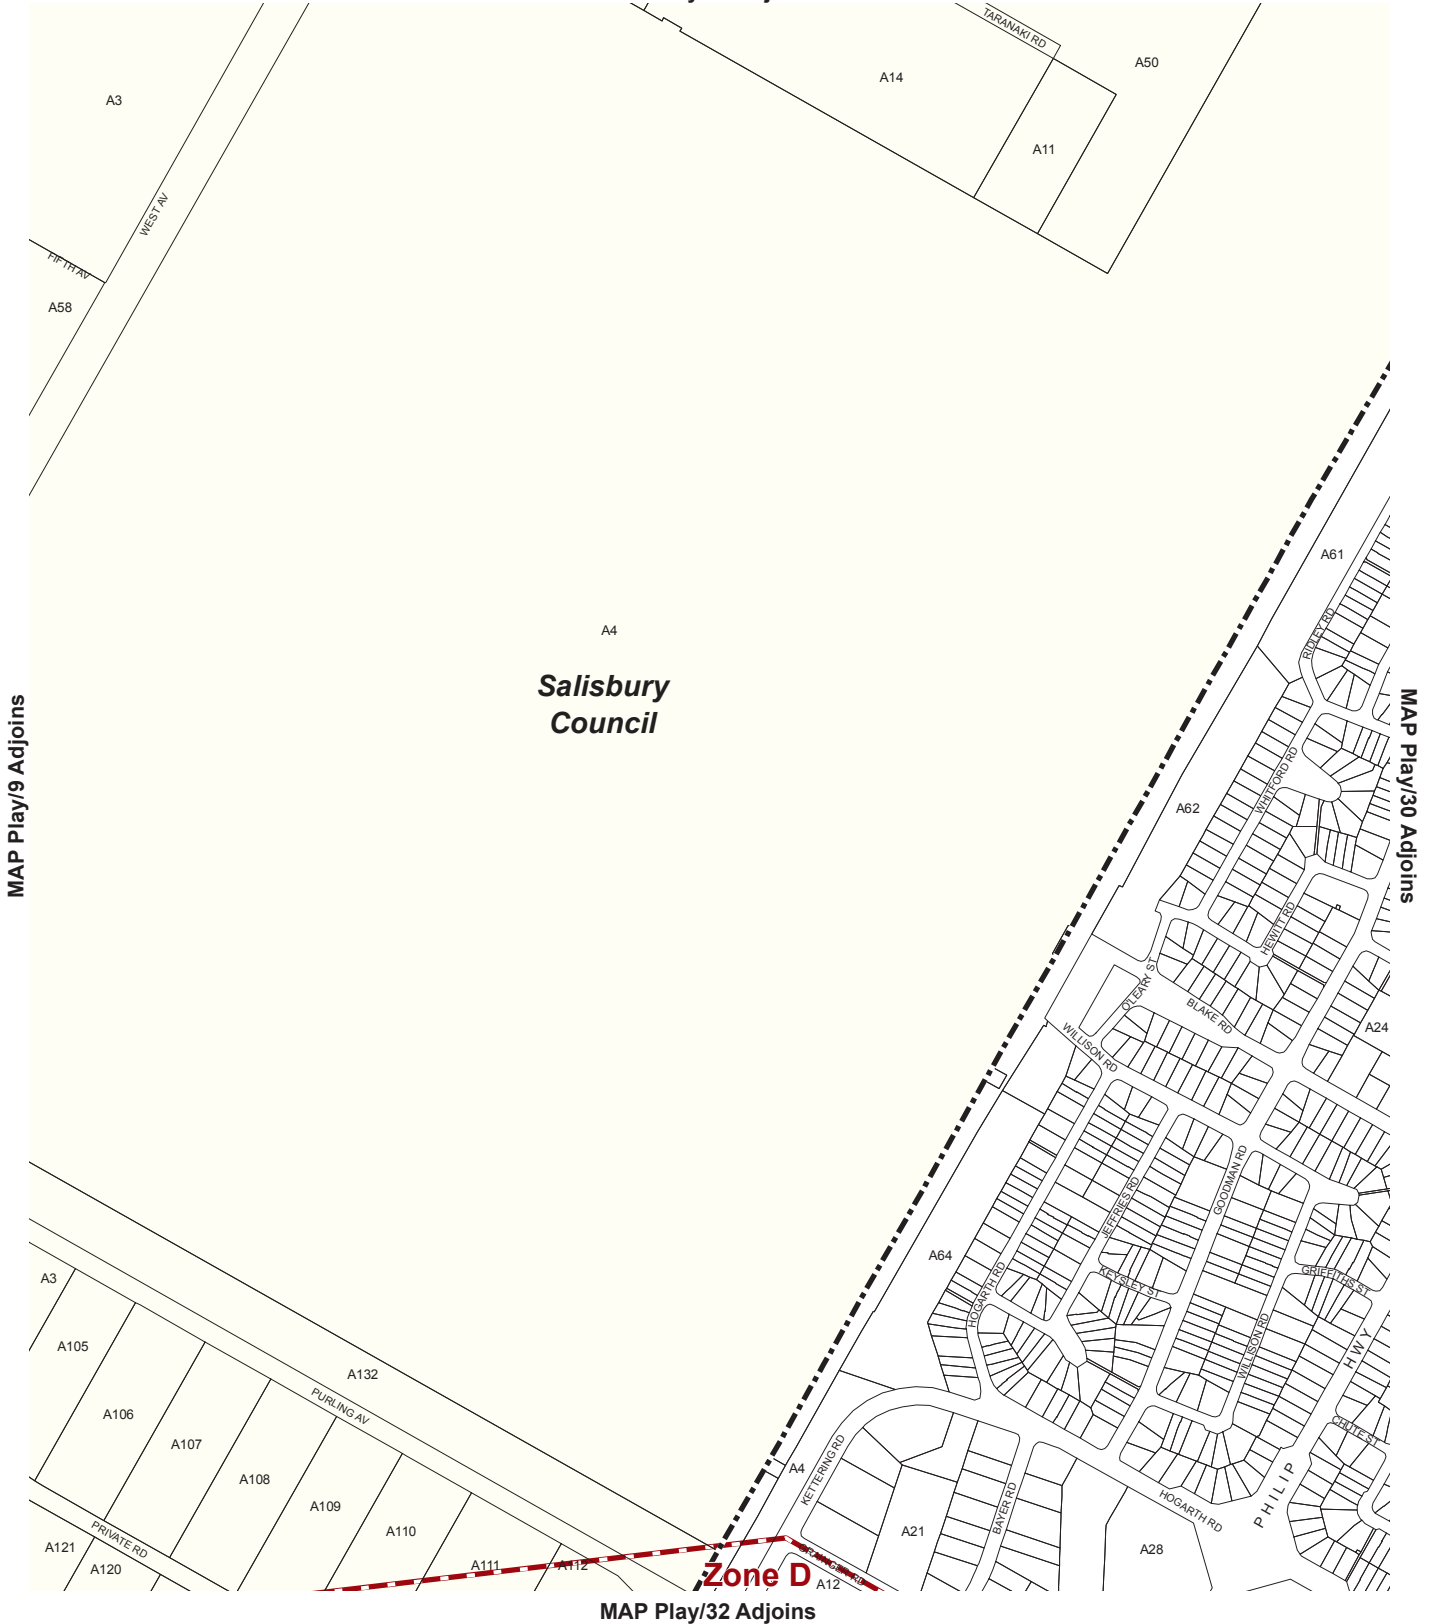 TARANAKI RD
A50
A14
A3
A11
WEST AV
FIFTH AV
A58
A61
A4
RIDLEY RD
Salisbury
Council
MAP Play/9 Adjoins
MAP Play/30 Adjoins
WHITFORD RD
A62
HEWITT RD
O'LEARY ST
BLAKE RD
A24
WILLISON RD
GOODMAN RD
JEFFRIES RD
A64
HOGARTH RD
KEYSLEY ST
GRIFFITHS ST
A3
A105
WILLISON RD
PHILIP HWY
A132
PURLING AV
A106
A107
CHUTE ST
A108
A4
KETTERING RD
A109
BAYER RD
HOGARTH RD
A110
A21
PRIVATE RD
A121
A120
A111
A112
GRAINGER RD
A28
Zone D
A12
MAP Play/32 Adjoins